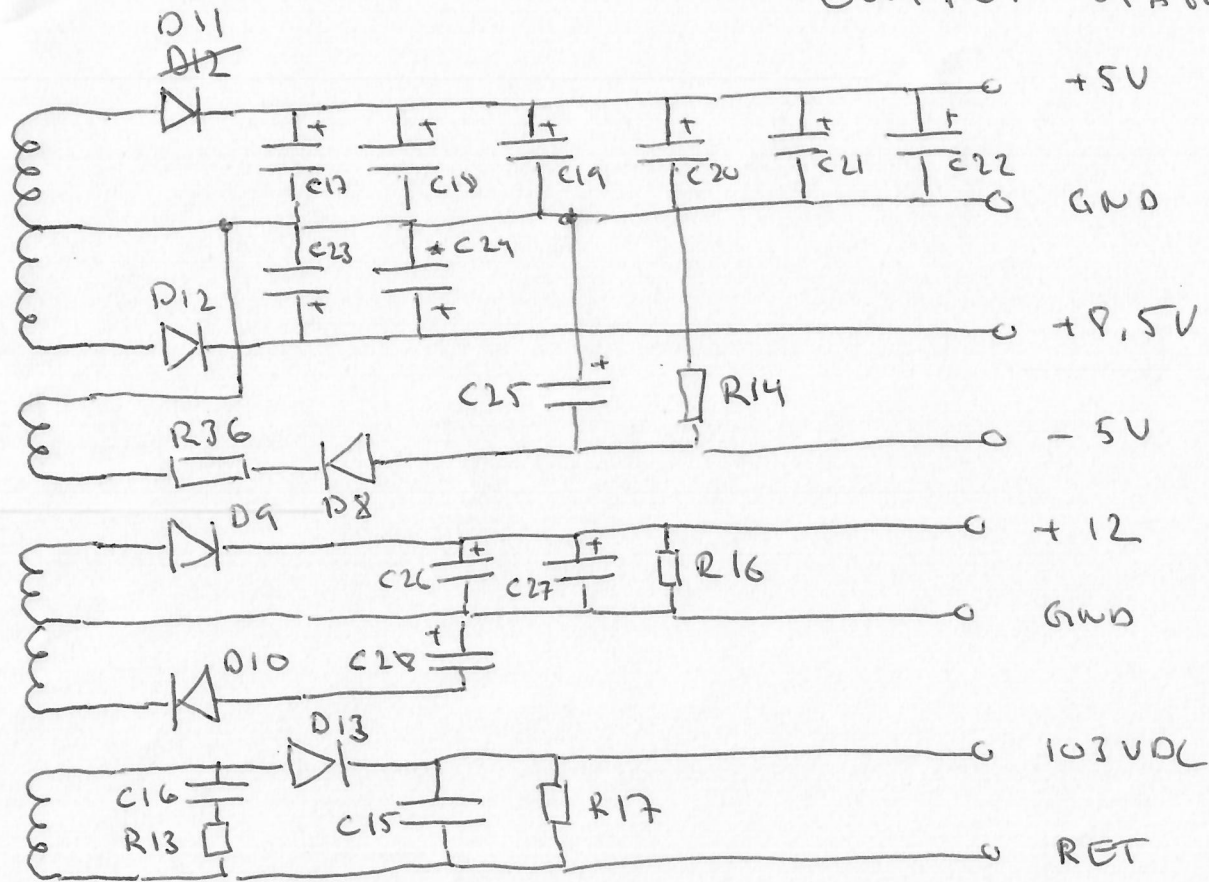 D11
D12
+5V
+ + + + + +
C17 C18 C19 C20 C21 C22
GND
C23 C24
+ +
D12
+8,5V
+
C25 R14
R36
- 5V
D8
D9
+ 12
+ +
C26 C27 R16
GND
+
D10 C28
D13
103VDC
C16
C15 R17
R13
RET